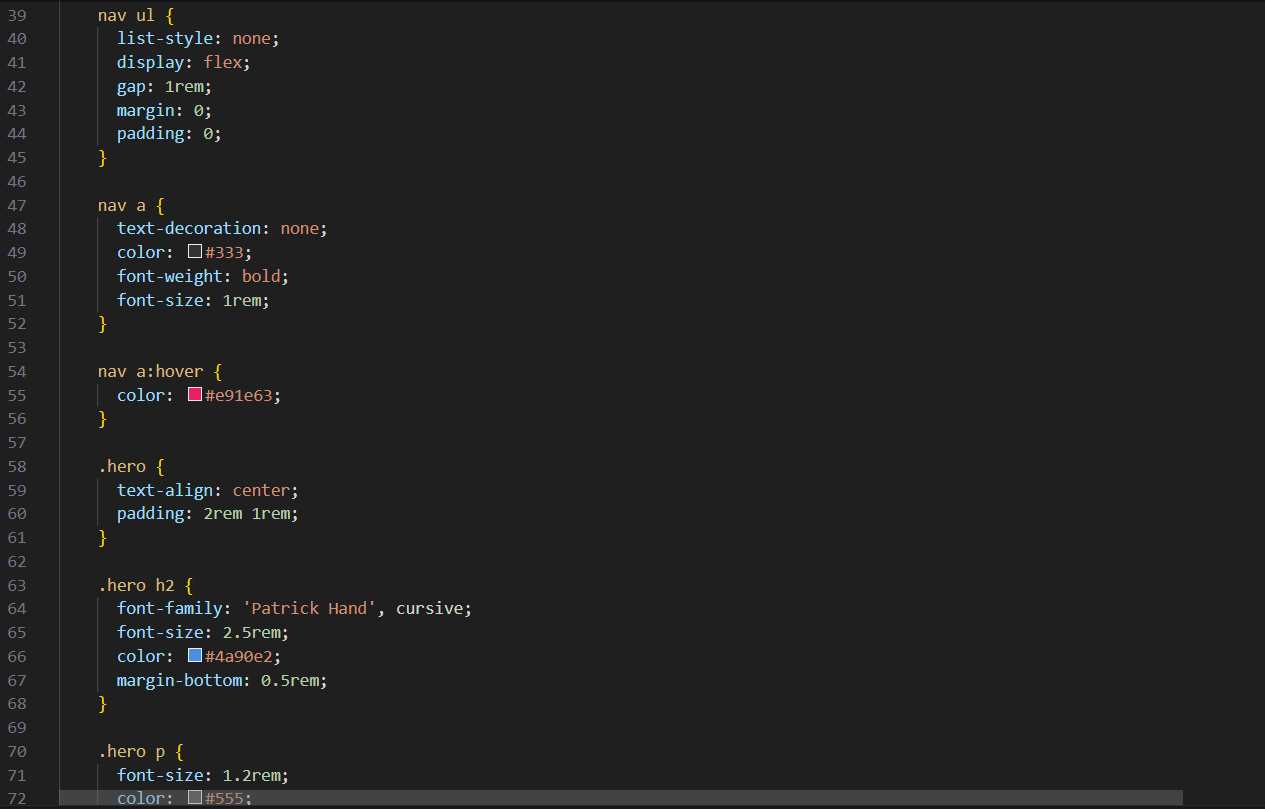 39 nav ul {
40 list-style: none;
41 display: flex;
42 gap: 1rem;
43 margin: 0;
44 padding: 0;
45 }
46
47 nav a {
48 text-decoration: none;
49 color: #333;
50 font-weight: bold;
51 font-size: 1rem;
52 }
53
54 nav a:hover {
55 color: #e91e63;
56 }
57
58 .hero {
59 text-align: center;
60 padding: 2rem 1rem;
61 }
62
63 .hero h2 {
64 font-family: 'Patrick Hand', cursive;
65 font-size: 2.5rem;
66 color: #4a90e2;
67 margin-bottom: 0.5rem;
68 }
69
70 .hero p {
71 font-size: 1.2rem;
72 color: #555;